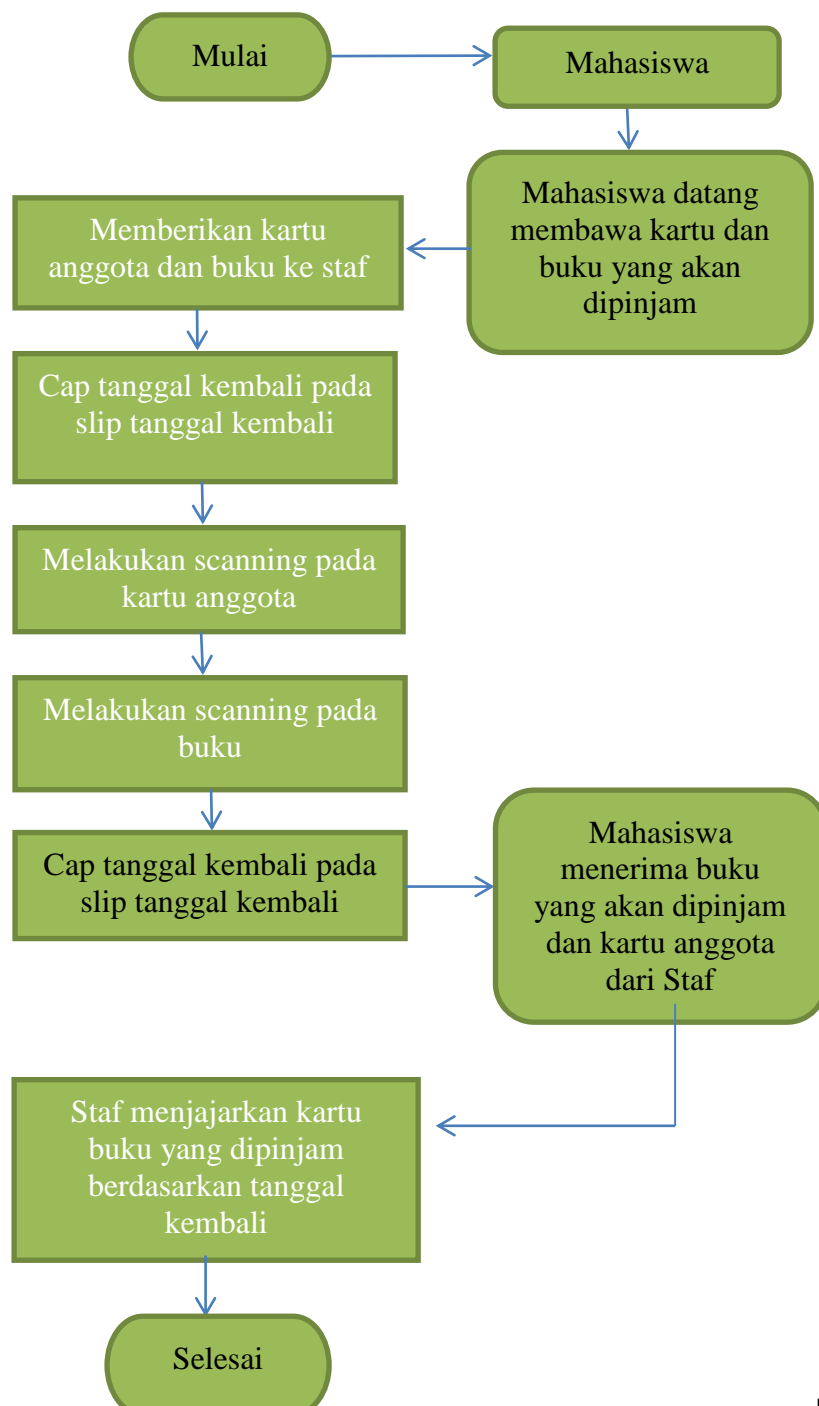 Mulai
Mahasiswa
Mahasiswa datang
membawa kartu dan
buku yang akan
dipinjam
Memberikan kartu
anggota dan buku ke staf
Cap tanggal kembali pada
slip tanggal kembali
Melakukan scanning pada
kartu anggota
Melakukan scanning pada
buku
Cap tanggal kembali pada
slip tanggal kembali
Mahasiswa
menerima buku
yang akan dipinjam
dan kartu anggota
dari Staf
Staf menjajarkan kartu
buku yang dipinjam
berdasarkan tanggal
kembali
Selesai